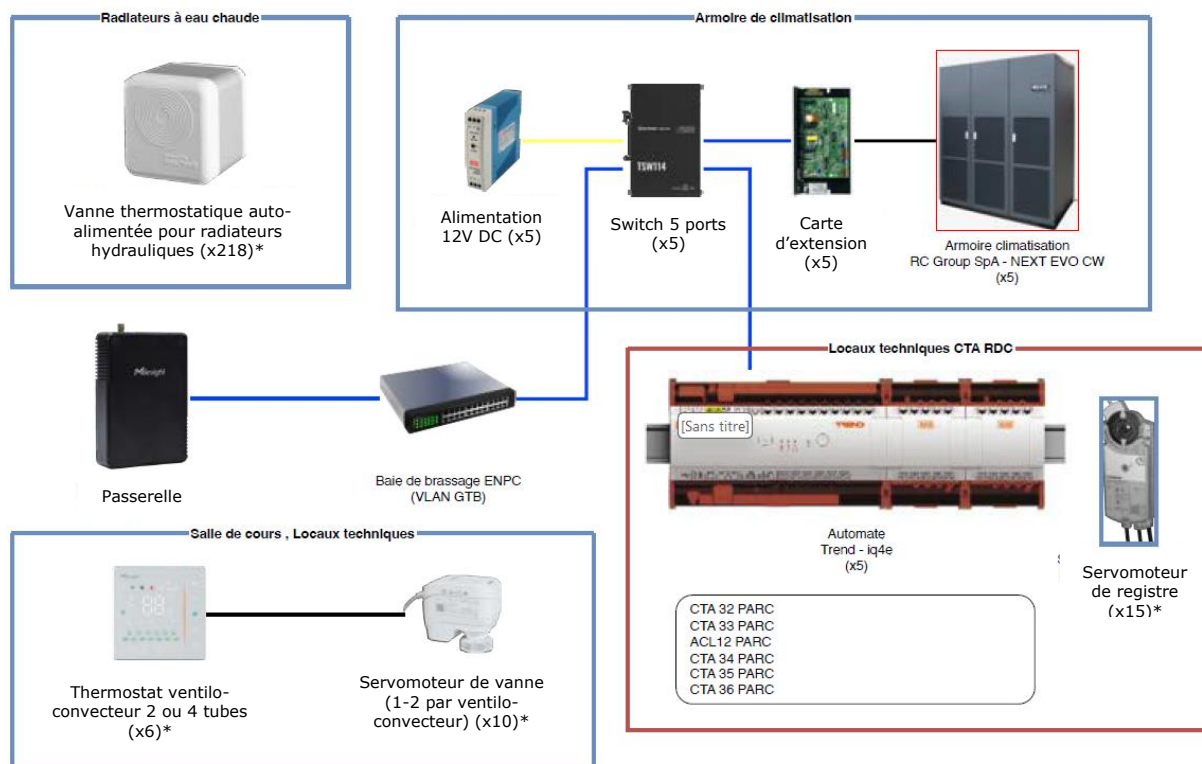 Radiateurs à eau chaude
Vanne thermostatique auto-
alimentée pour radiateurs
hydrauliques (x218)*
Armoire de climatisation
TSW114
Alimentation
12V DC (x5)
Switch 5 ports
(x5)
Carte
d'extension
(x5)
Armoire climatisation
RC Group SpA - NEXT EVO CW
(x5)
Milesight
Passerelle
Baie de brassage ENPC
(VLAN GTB)
Locaux techniques CTA RDC
[Sans titre]
TREND
Automate
Trend - iq4e
(x5)
Servomoteur
de registre
(x15)*
CTA 32 PARC
CTA 33 PARC
ACL12 PARC
CTA 34 PARC
CTA 35 PARC
CTA 36 PARC
Salle de cours , Locaux techniques
Thermostat ventilo-
convecteur 2 ou 4 tubes
(x6)*
Servomoteur de vanne
(1-2 par ventilo-
convecteur) (x10)*